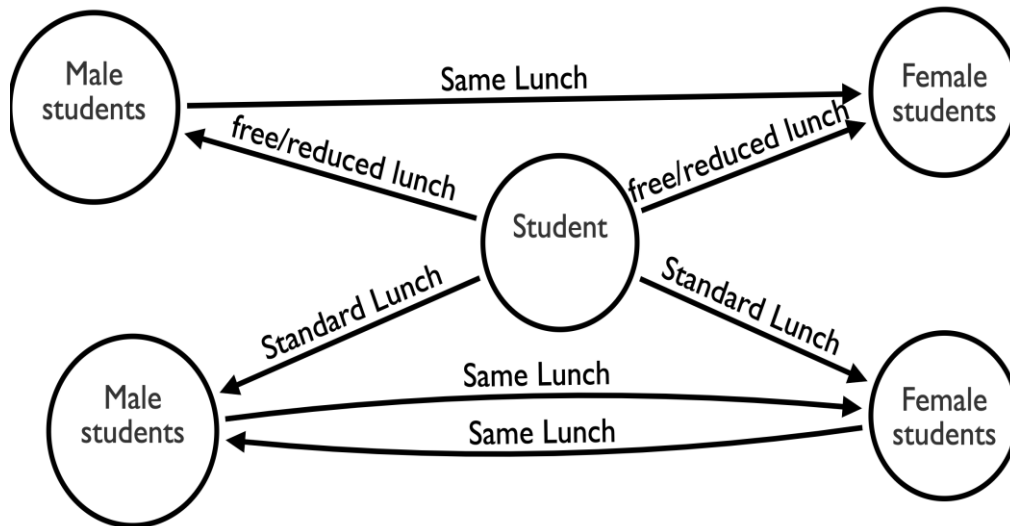 Male
students
Same Lunch
Female
students
free/reduced lunch
free/reduced lunch
Student
Standard Lunch
Standard Lunch
Male
students
Same Lunch
Same Lunch
Female
students